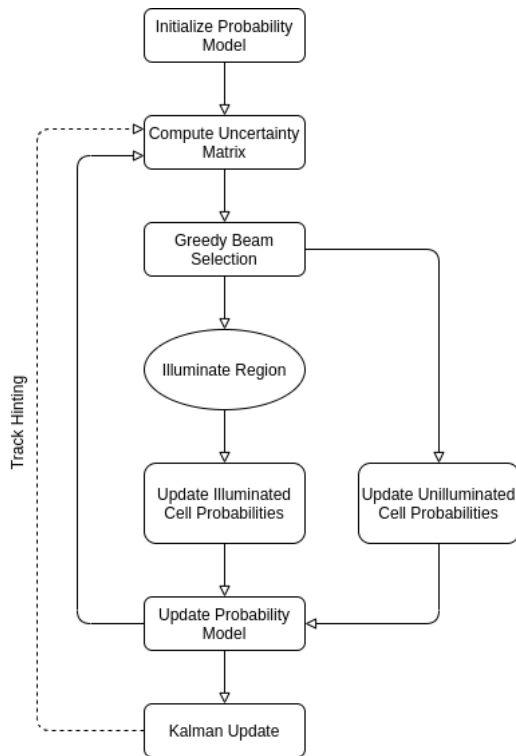 Initialize Probability
Model
Compute Uncertainty
Matrix
Greedy Beam
Selection
Illuminate Region
Track Hinting
Update Illuminated
Cell Probabilities
Update Unilluminated
Cell Probabilities
Update Probability
Model
Kalman Update